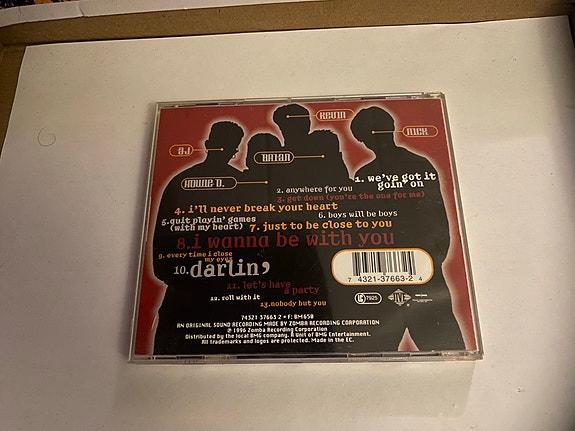 KEVIN
NICK
AJ
BRIAN
HOWIE D.
1. we've got it
goin' on
2. anywhere for you
3. get down (you're the one for me)
4. i'll never break your heart
5. quit playin' games
(with my heart)
6. boys will be boys
7. just to be close to you
8. i wanna be with you
9. every time i close
my eyes
10. darlin'
11. let's have
a party
12. roll with it
13. nobody but you
7 4321-37663-2 4
LC 7925
JIVE
74321 37663 2 • F: BM650
AN ORIGINAL SOUND RECORDING MADE BY ZOMBA RECORDING CORPORATION
℗ 1996 Zomba Recording Corporation
Distributed by the local BMG company. A Unit of BMG Entertainment.
All trademarks and logos are protected. Made in the EC.